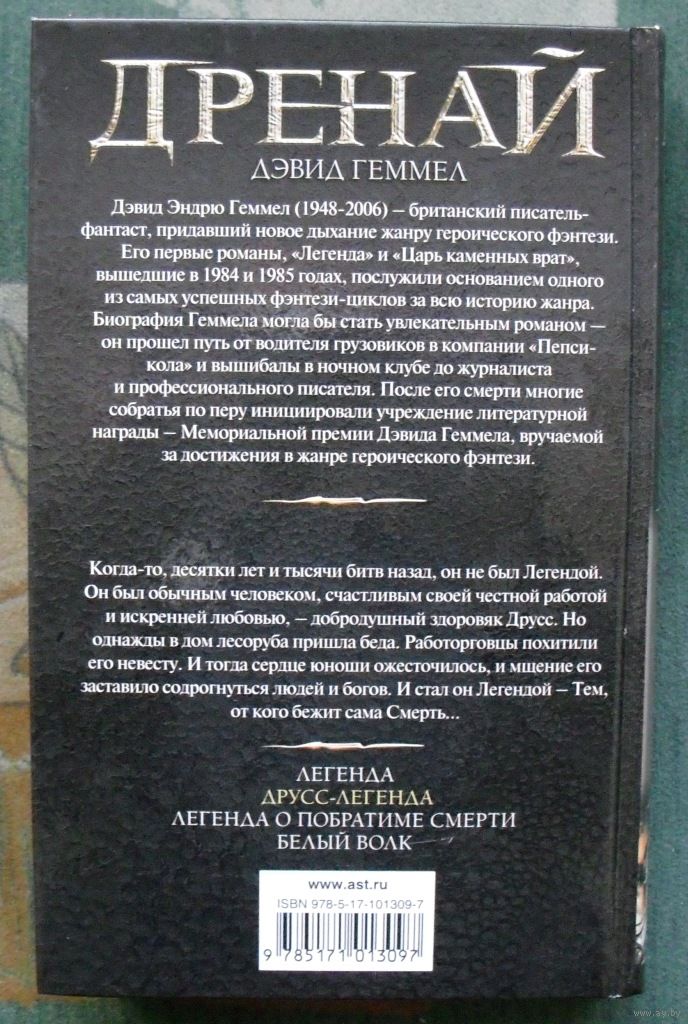 ДРЕНАЙ
ДЭВИД ГЕММЕЛ
Дэвид Эндрю Геммел (1948-2006) – британский писатель-
фантаст, придавший новое дыхание жанру героического фэнтези.
Его первые романы, «Легенда» и «Царь каменных врат»,
вышедшие в 1984 и 1985 годах, послужили основанием одного
из самых успешных фэнтези-циклов за всю историю жанра.
Биография Геммела могла бы стать увлекательным романом –
он прошел путь от водителя грузовиков в компании «Пепси-
кола» и вышибалы в ночном клубе до журналиста
и профессионального писателя. После его смерти многие
собратья по перу инициировали учреждение литературной
награды – Мемориальной премии Дэвида Геммела, вручаемой
за достижения в жанре героического фэнтези.
Когда-то, десятки лет и тысячи битв назад, он не был Легендой.
Он был обычным человеком, счастливым своей честной работой
и искренней любовью, – добродушный здоровяк Друсс. Но
однажды в дом лесоруба пришла беда. Работорговцы похитили
его невесту. И тогда сердце юноши ожесточилось, и мщение его
заставило содрогнуться людей и богов. И стал он Легендой – Тем,
от кого бежит сама Смерть...
ЛЕГЕНДА
ДРУСС-ЛЕГЕНДА
ЛЕГЕНДА О ПОБРАТИМЕ СМЕРТИ
БЕЛЫЙ ВОЛК
www.ast.ru
ISBN 978-5-17-101309-7
9 785171 013097
www.ay.by